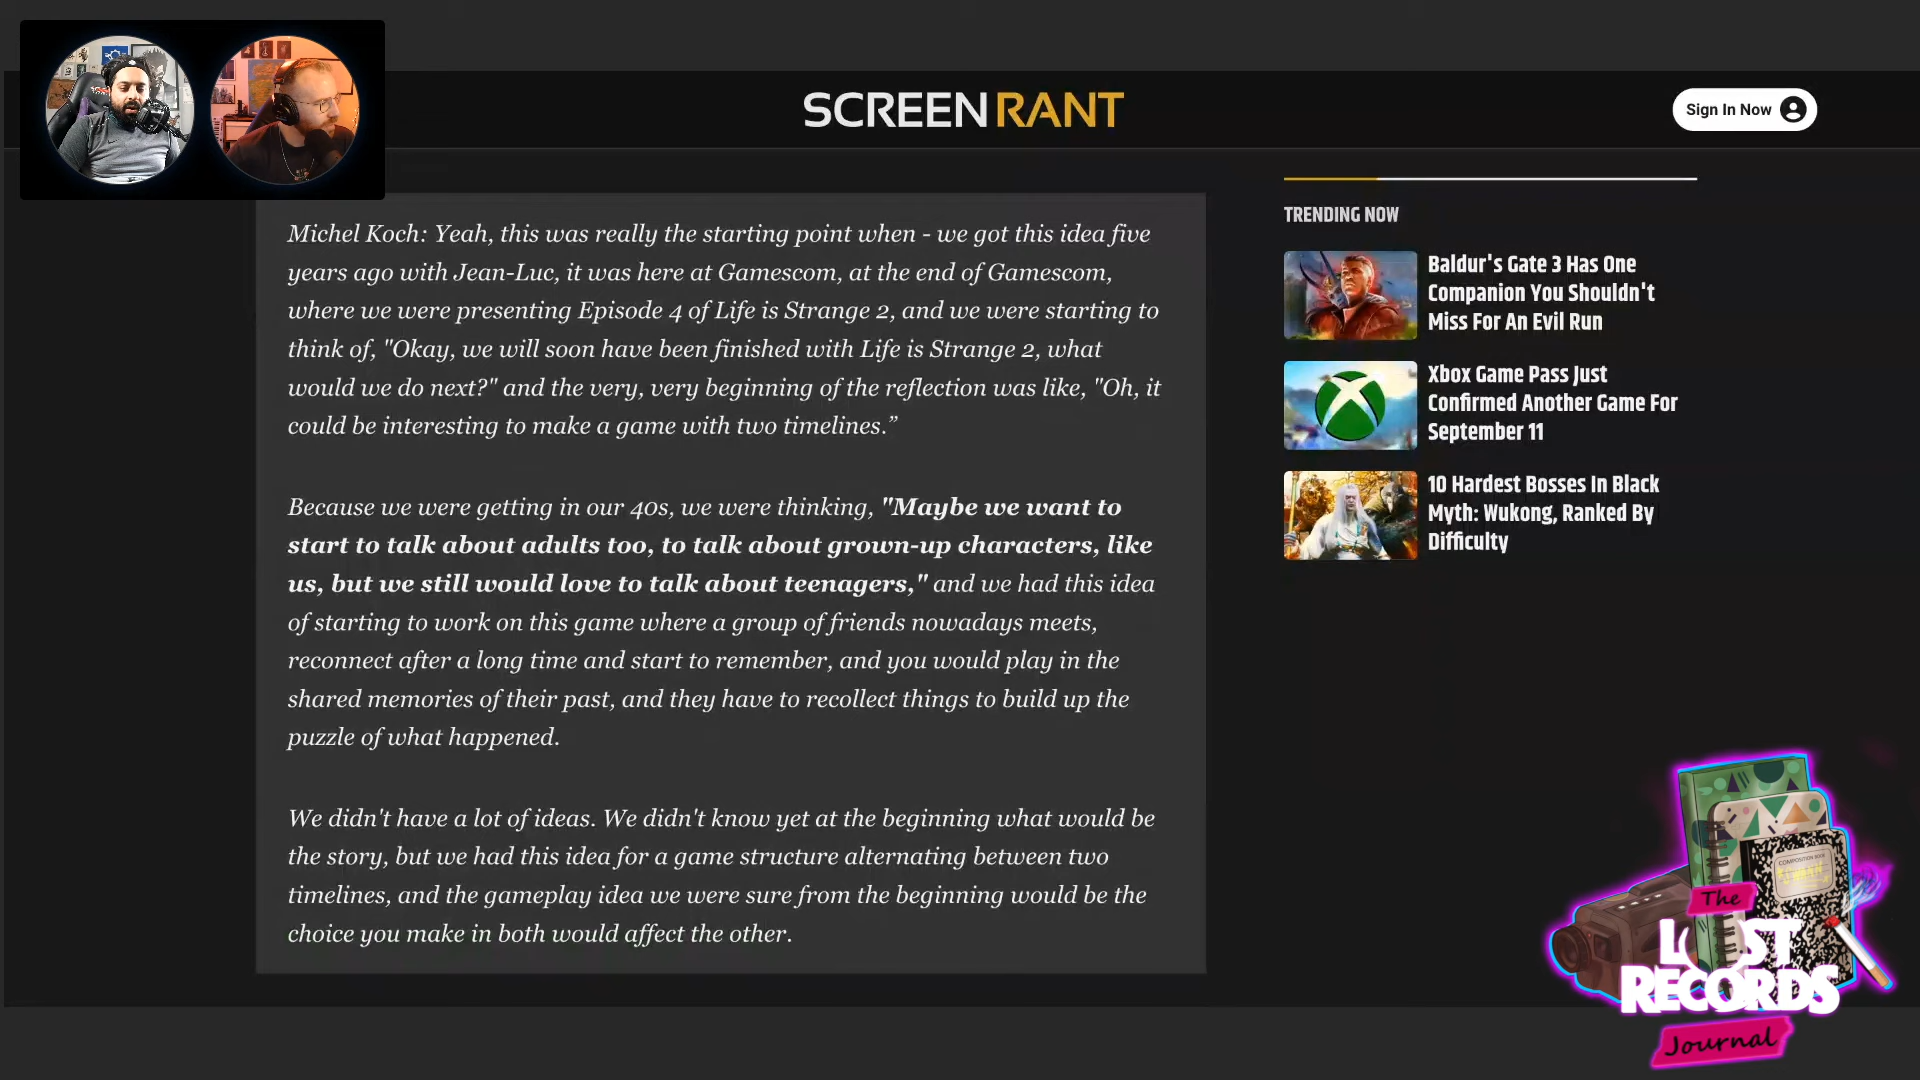 SCREENRANT
Sign In Now
Michel Koch: Yeah, this was really the starting point when - we got this idea five
years ago with Jean-Luc, it was here at Gamescom, at the end of Gamescom,
where we were presenting Episode 4 of Life is Strange 2, and we were starting to
think of, "Okay, we will soon have been finished with Life is Strange 2, what
would we do next?" and the very, very beginning of the reflection was like, "Oh, it
could be interesting to make a game with two timelines.”
Because we were getting in our 40s, we were thinking, "Maybe we want to
start to talk about adults too, to talk about grown-up characters, like
us, but we still would love to talk about teenagers," and we had this idea
of starting to work on this game where a group of friends nowadays meets,
reconnect after a long time and start to remember, and you would play in the
shared memories of their past, and they have to recollect things to build up the
puzzle of what happened.
We didn't have a lot of ideas. We didn't know yet at the beginning what would be
the story, but we had this idea for a game structure alternating between two
timelines, and the gameplay idea we were sure from the beginning would be the
choice you make in both would affect the other.
TRENDING NOW
Baldur's Gate 3 Has One
Companion You Shouldn't
Miss For An Evil Run
Xbox Game Pass Just
Confirmed Another Game For
September 11
10 Hardest Bosses In Black
Myth: Wukong, Ranked By
Difficulty
COMPOSITION BOOK
The
LOST
RECORDS
Journal